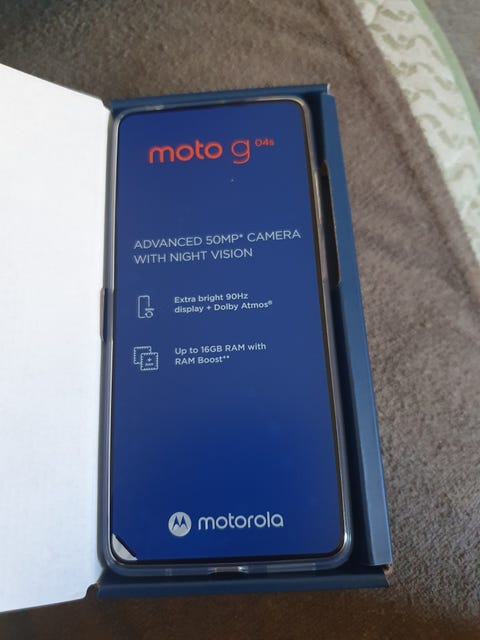 moto g 04s
ADVANCED 50MP* CAMERA
WITH NIGHT VISION
Extra bright 90Hz
display + Dolby Atmos®
Up to 16GB RAM with
RAM Boost**
motorola